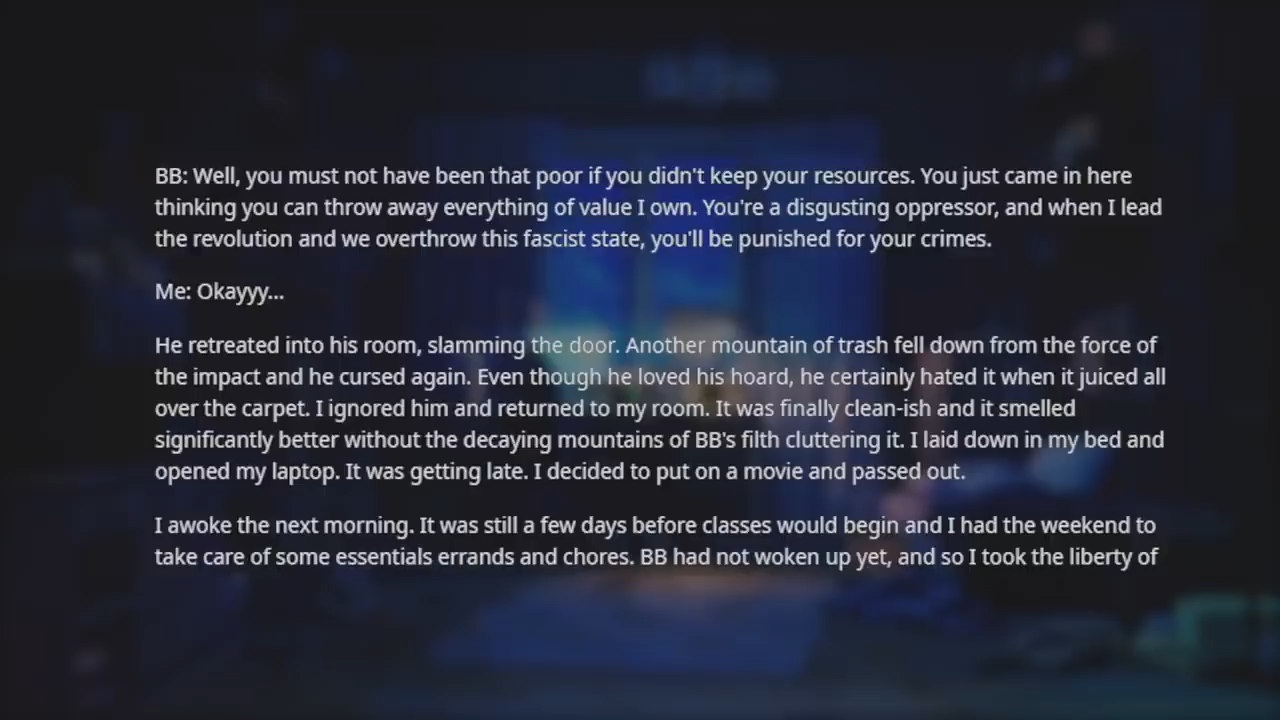 BB: Well, you must not have been that poor if you didn't keep your resources. You just came in here
thinking you can throw away everything of value I own. You're a disgusting oppressor, and when I lead
the revolution and we overthrow this fascist state, you'll be punished for your crimes.
Me: Okayyy...
He retreated into his room, slamming the door. Another mountain of trash fell down from the force of
the impact and he cursed again. Even though he loved his hoard, he certainly hated it when it juiced all
over the carpet. I ignored him and returned to my room. It was finally clean-ish and it smelled
significantly better without the decaying mountains of BB's filth cluttering it. I laid down in my bed and
opened my laptop. It was getting late. I decided to put on a movie and passed out.
I awoke the next morning. It was still a few days before classes would begin and I had the weekend to
take care of some essentials errands and chores. BB had not woken up yet, and so I took the liberty of